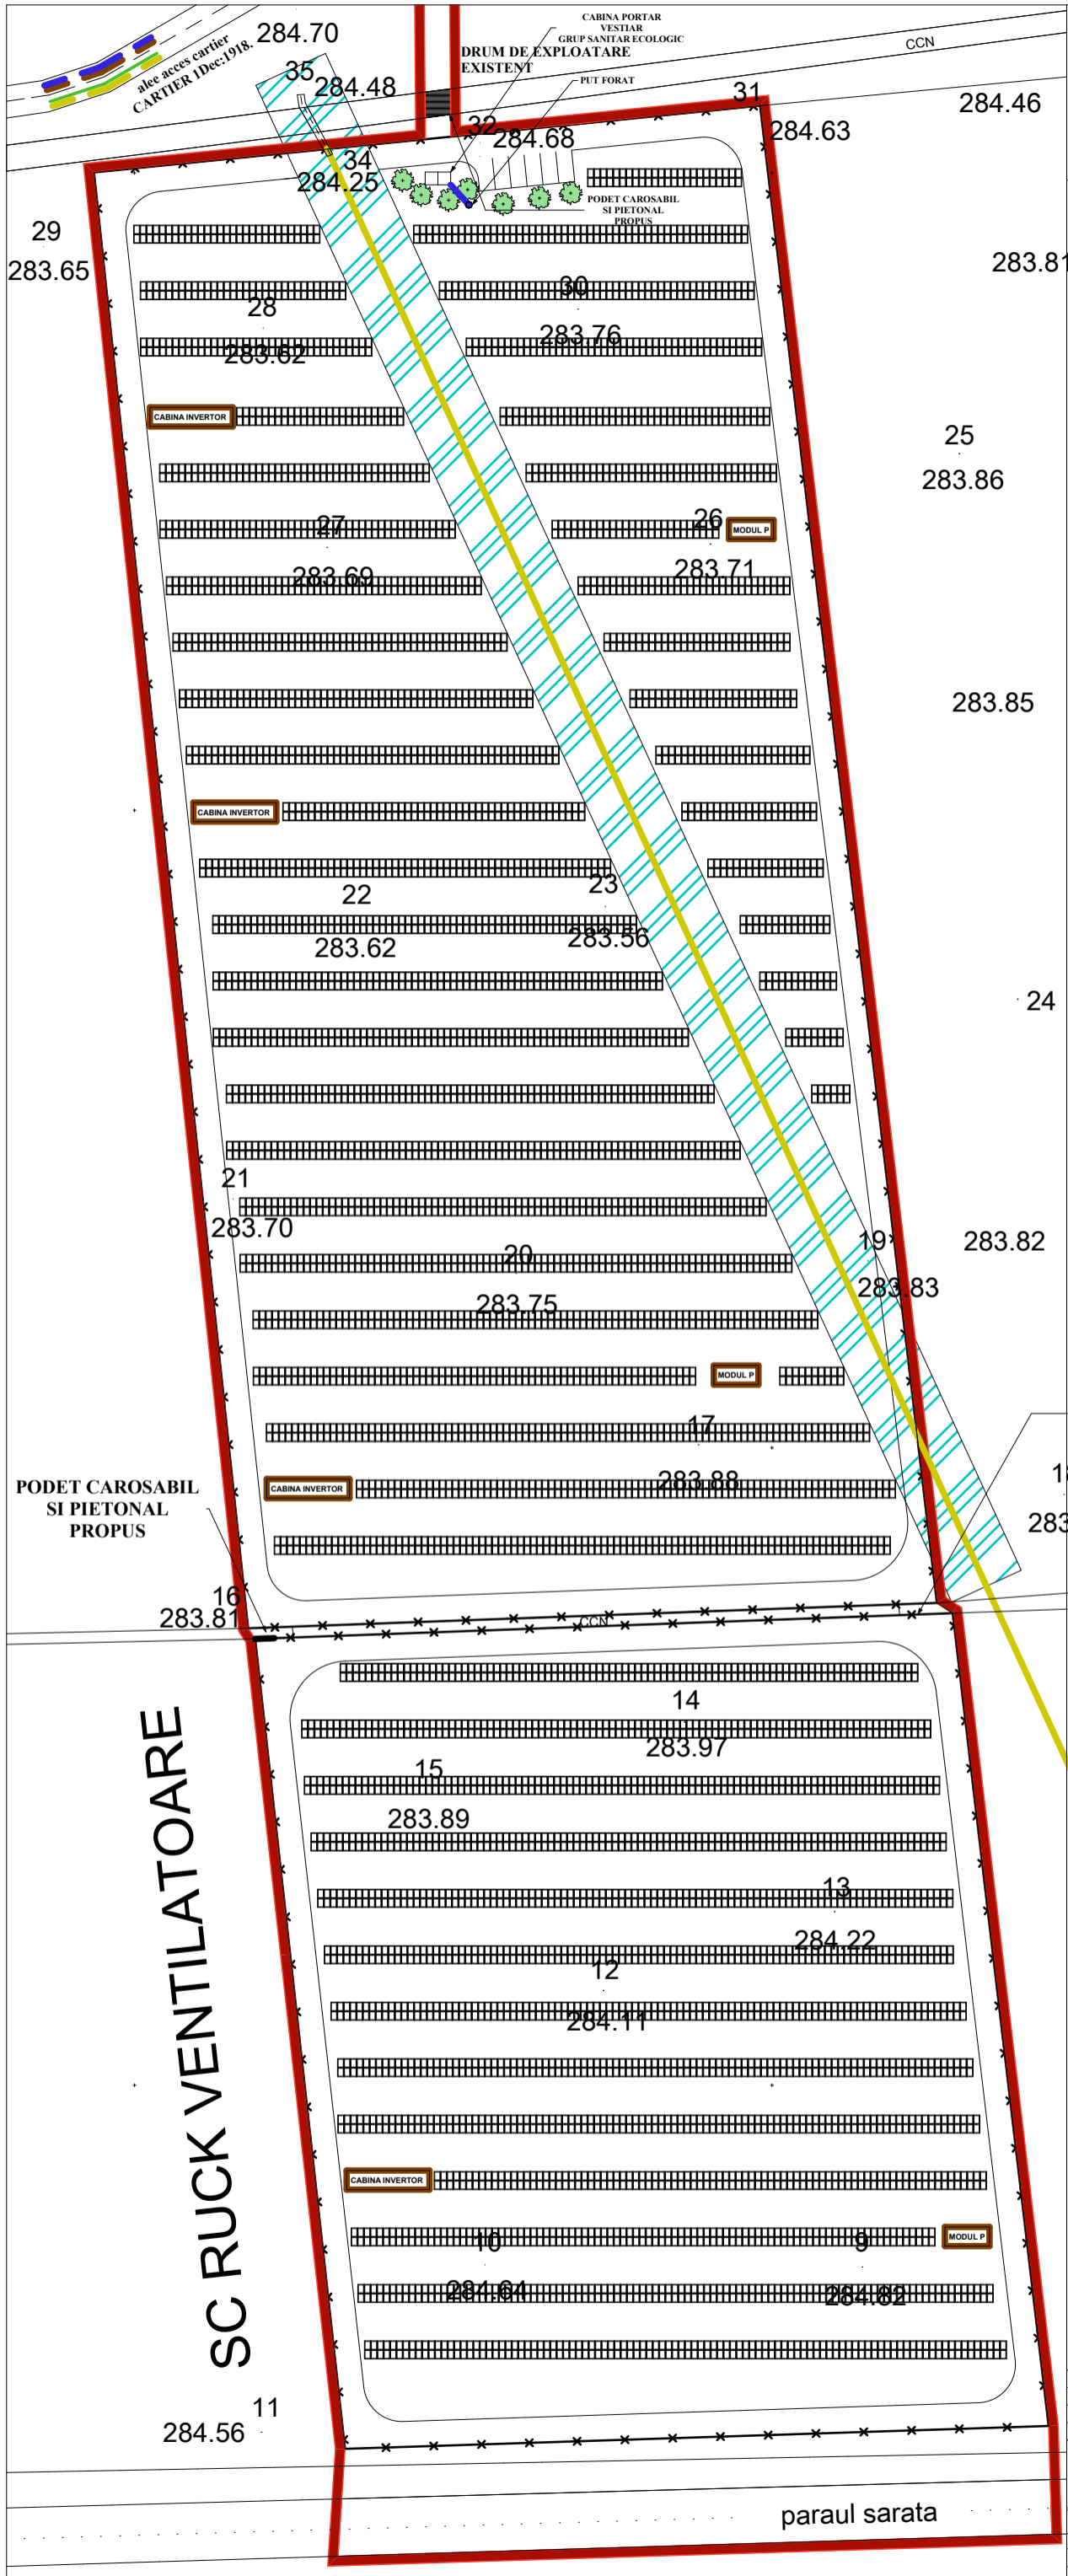 CABINA PORTAR
VESTIAR
GRUP SANITAR ECOLOGIC
284.70
alee acces cartier
CARTIER 1Dec:1918.
DRUM DE EXPLOATARE
EXISTENT
CCN
35
284.48
PUT FORAT
31
284.46
32
284.68
284.63
34
284.25
PODET CAROSABIL
SI PIETONAL
PROPUS
29
283.65
283.81
28
283.62
30
283.76
CABINA INVERTOR
25
283.86
27
283.69
26
MODUL P
283.71
283.85
CABINA INVERTOR
22
283.62
23
283.56
24
21
283.70
20
283.75
19
283.83
283.82
MODUL P
17
283.88
CABINA INVERTOR
PODET CAROSABIL
SI PIETONAL
PROPUS
283
16
283.81
CCN
14
283.97
15
283.89
13
284.22
12
284.11
SC RUCK VENTILATOARE
CABINA INVERTOR
10
284.64
9
284.82
MODUL P
11
284.56
paraul sarata